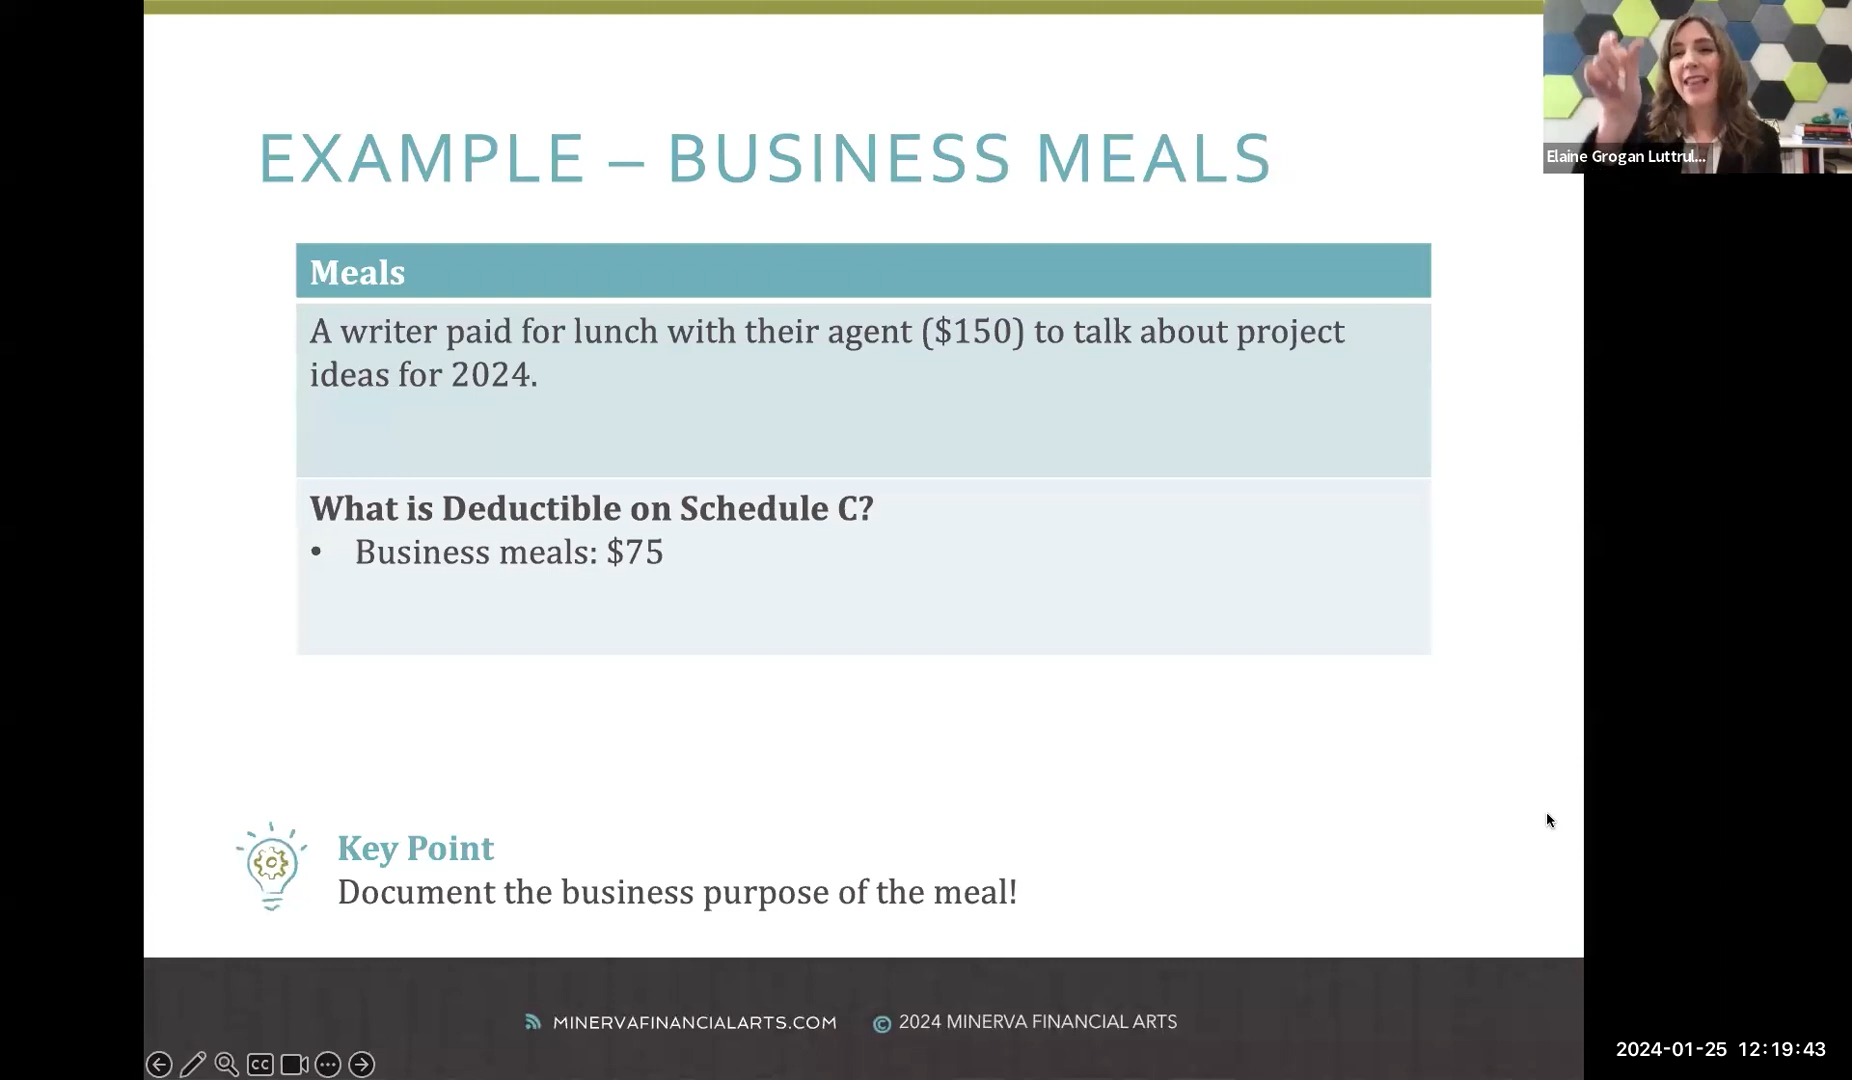 EXAMPLE – BUSINESS MEALS
Elaine Grogan Luttrul...
Meals
A writer paid for lunch with their agent ($150) to talk about project
ideas for 2024.
What is Deductible on Schedule C?
• Business meals: $75
Key Point
Document the business purpose of the meal!
MINERVAFINANCIALARTS.COM © 2024 MINERVA FINANCIAL ARTS
CC
2024-01-25 12:19:43